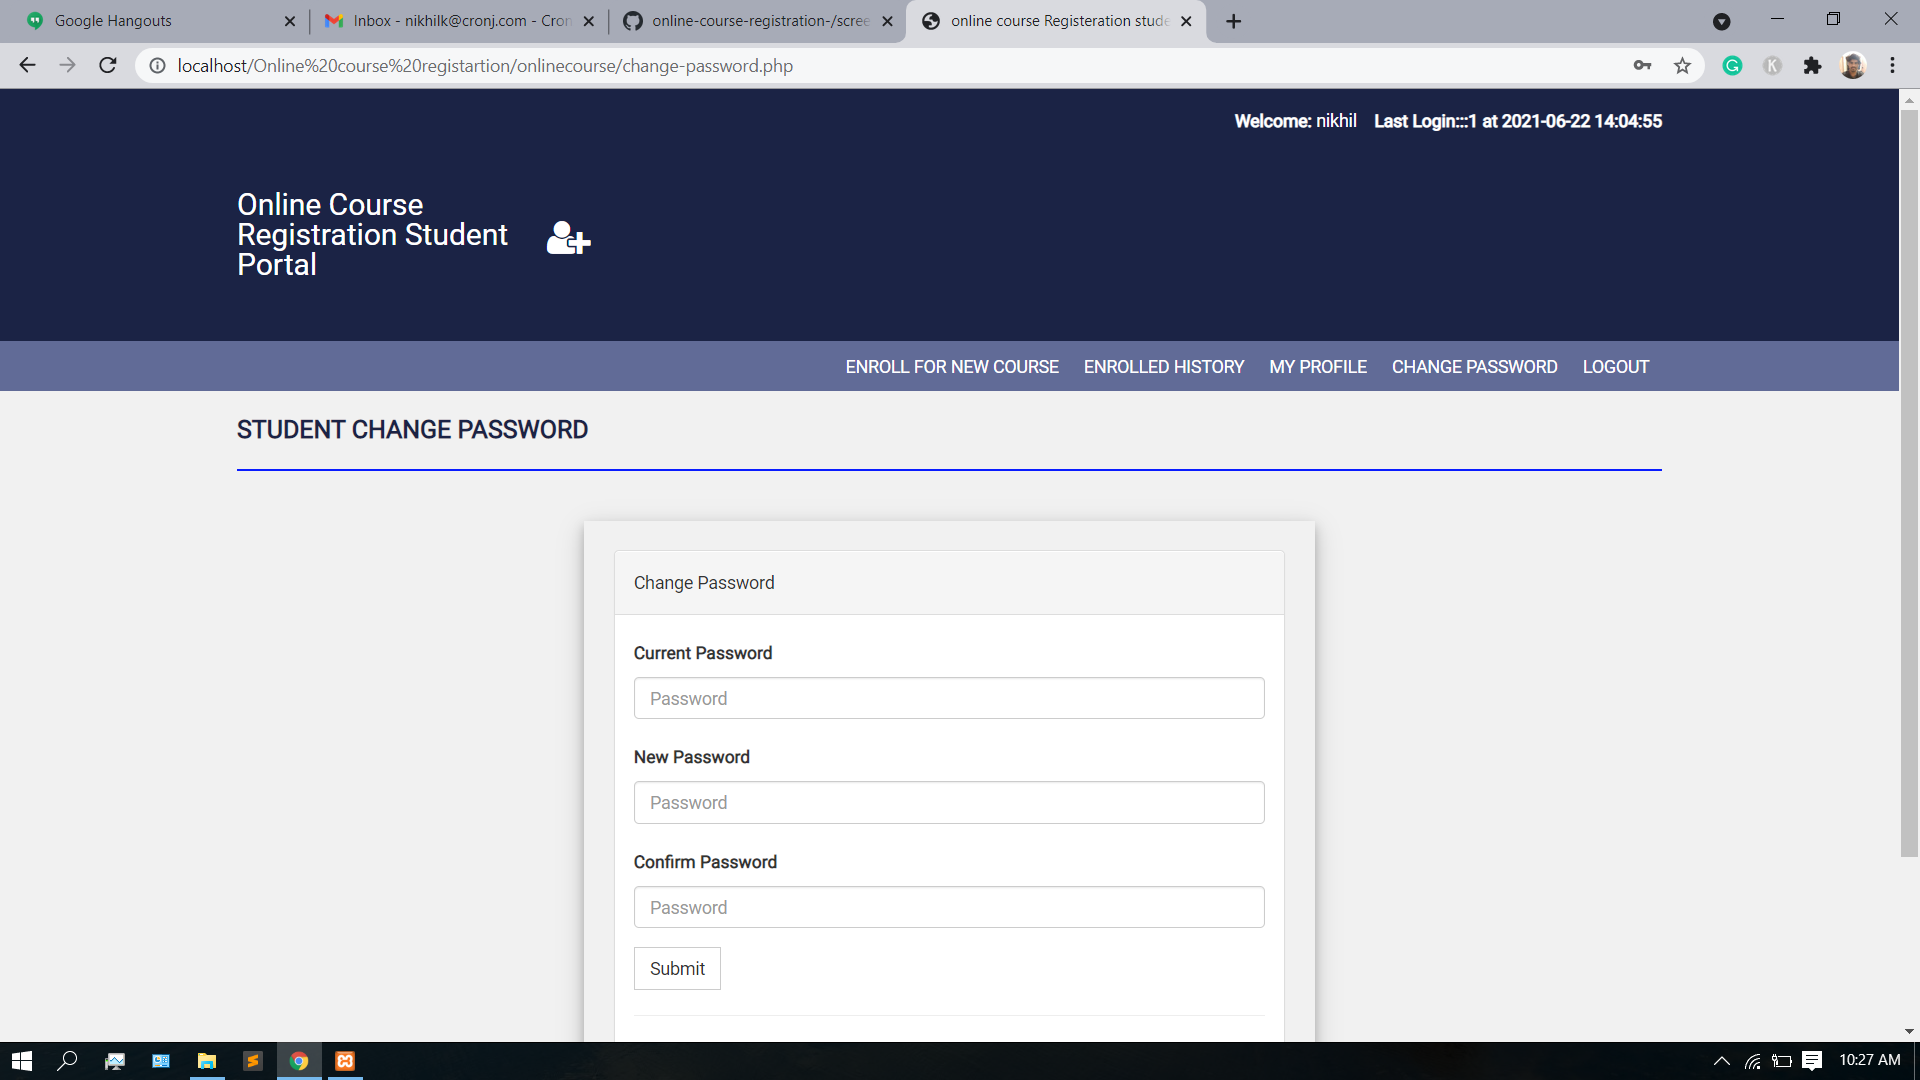 Google Hangouts
Inbox - nikhilk@cronj.com - Cron
online-course-registration-/scree
online course Registeration stude
localhost/Online%20course%20registartion/onlinecourse/change-password.php
Welcome: nikhil Last Login:::1 at 2021-06-22 14:04:55
Online Course
Registration Student
Portal
ENROLL FOR NEW COURSE ENROLLED HISTORY MY PROFILE CHANGE PASSWORD LOGOUT
STUDENT CHANGE PASSWORD
Change Password
Current Password
Password
New Password
Password
Confirm Password
Password
Submit
10:27 AM